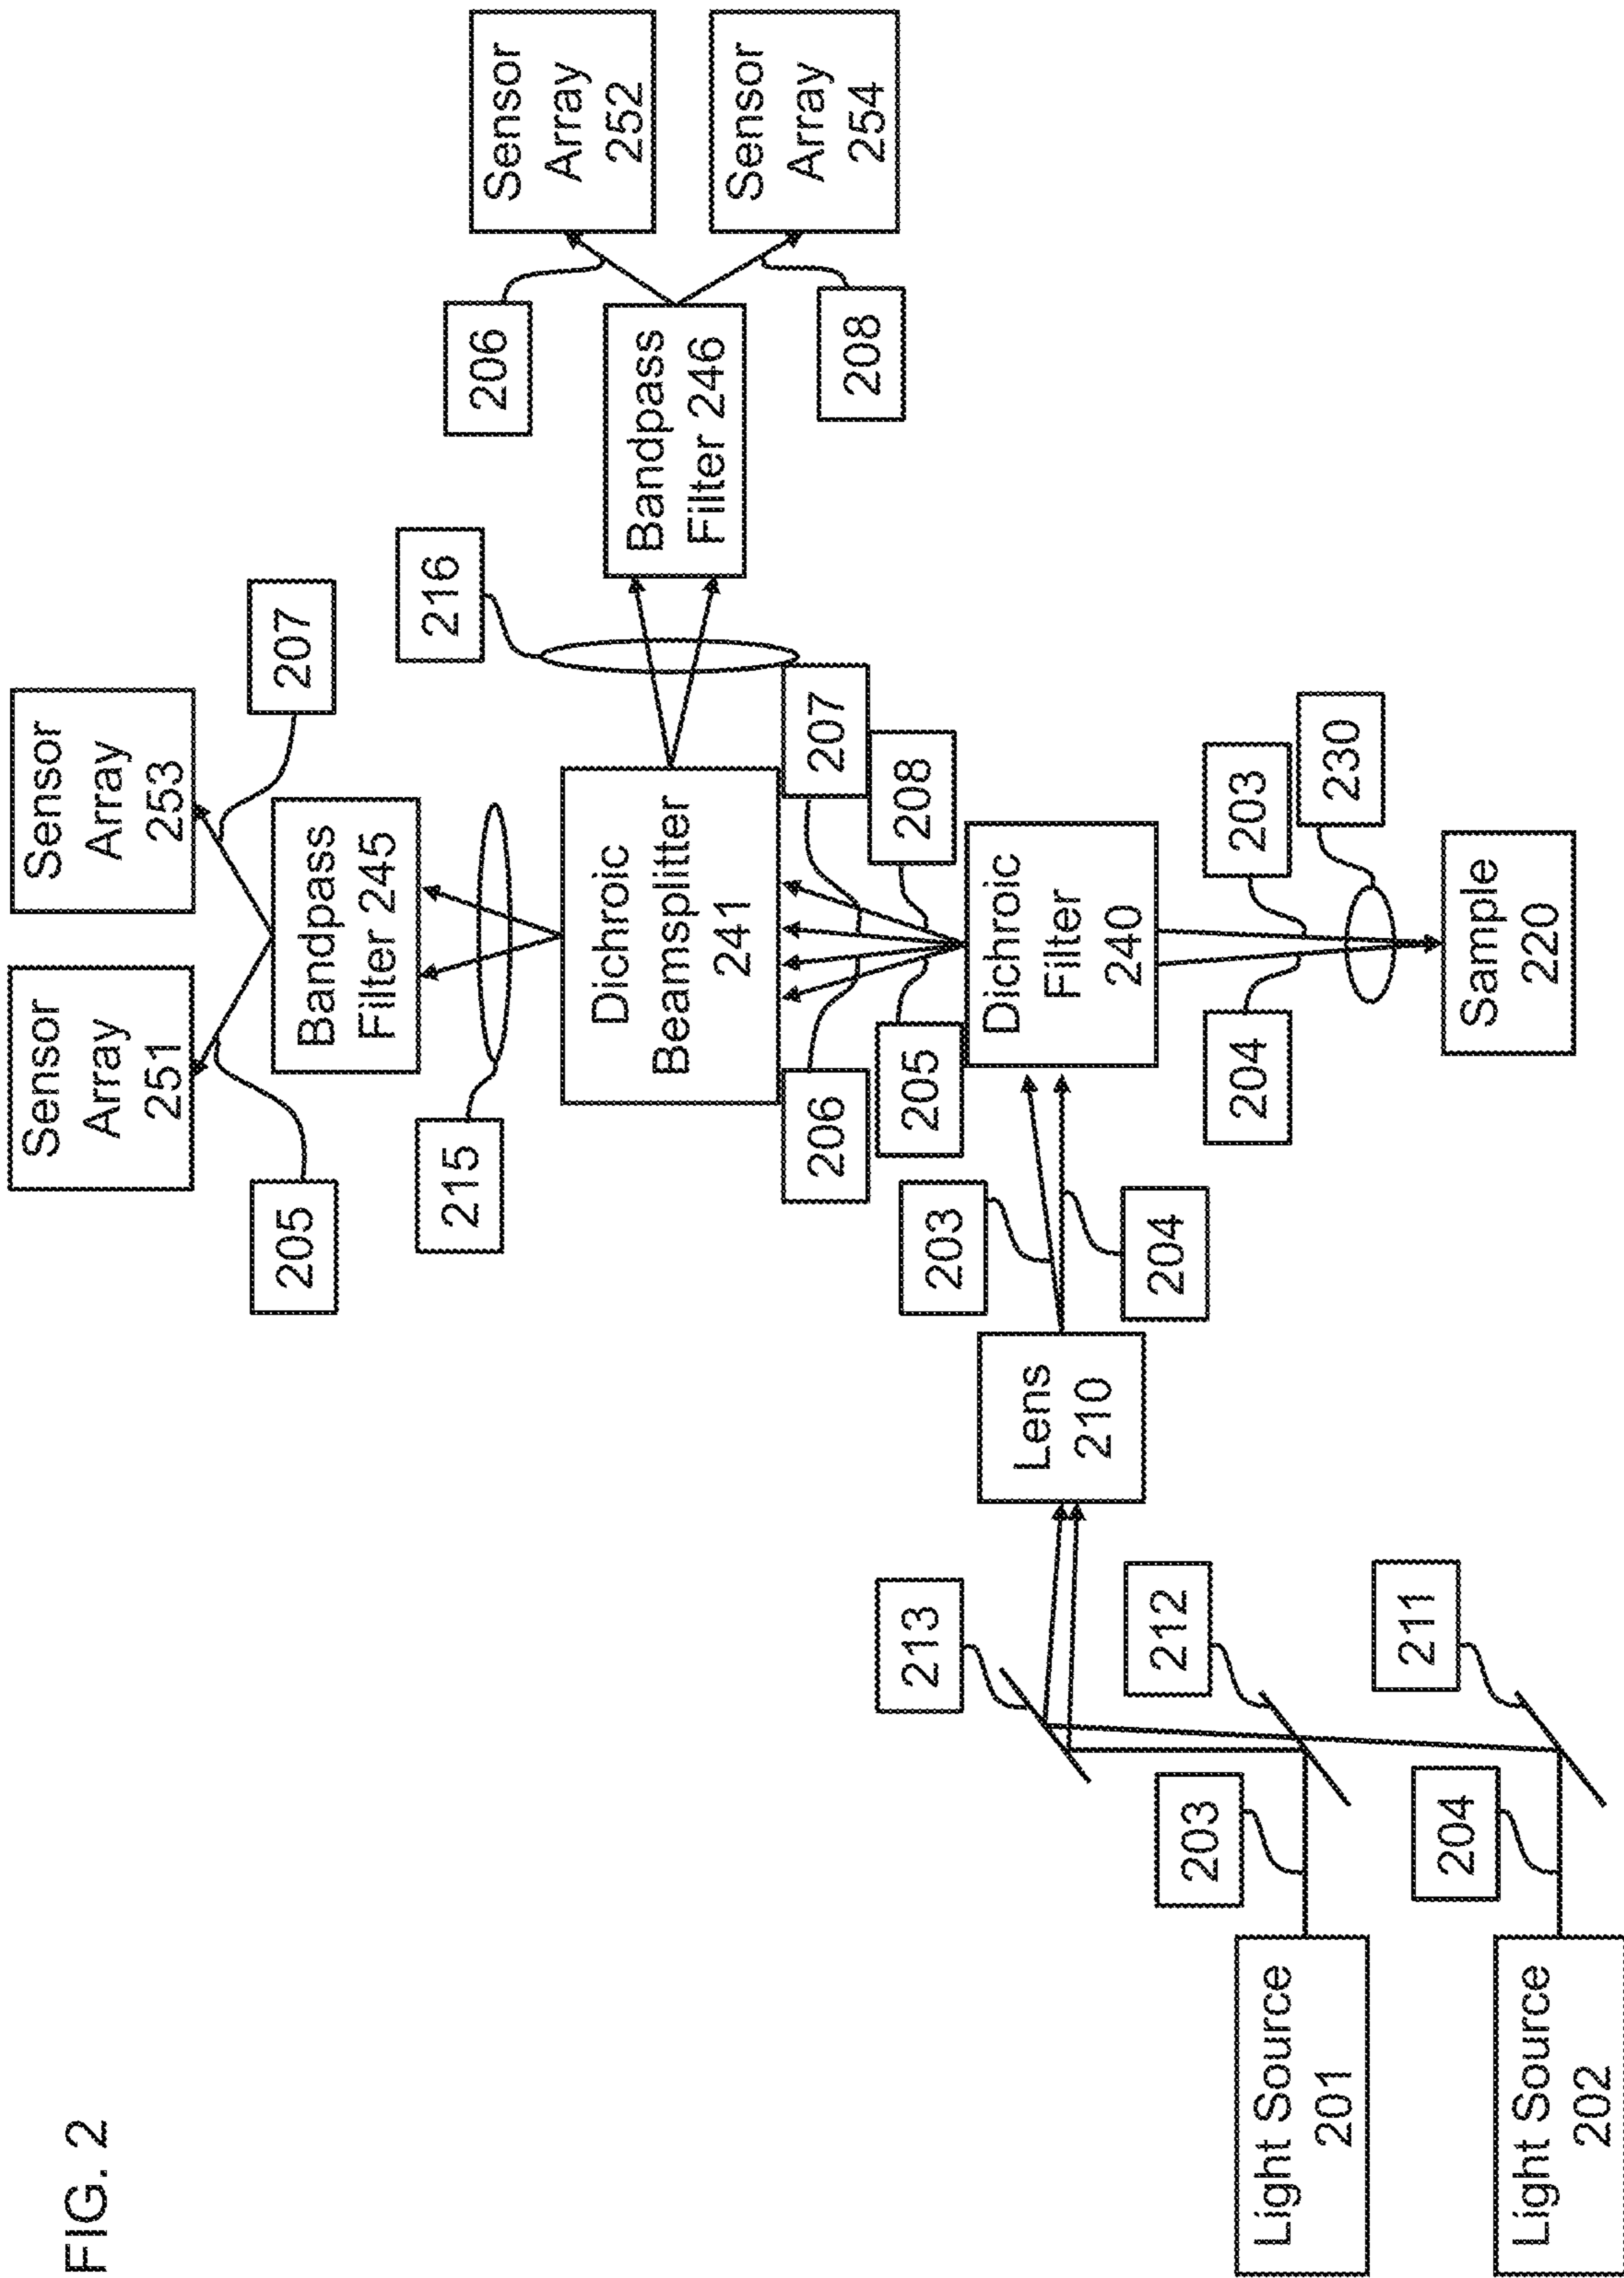 FIG. 2
Sensor
Array
251
Sensor
Array
253
205
207
Bandpass
Filter 245
215
216
206
Sensor
Array
252
Bandpass
Filter 246
Sensor
Array
254
208
Dichroic
Beamsplitter
241
206
207
205
208
213
Lens
210
203
204
Dichroic
Filter
240
212
203
204
203
230
Light Source
201
211
204
Sample
220
Light Source
202